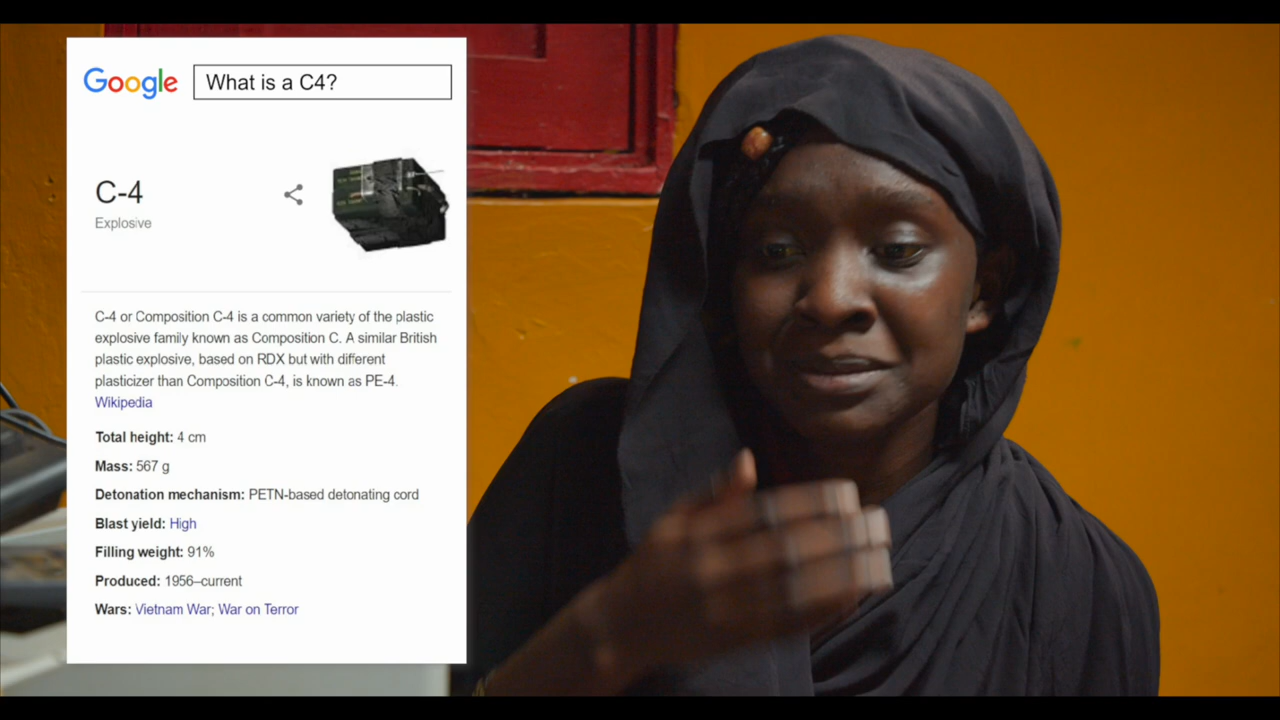 Google What is a C4?
C-4
Explosive
C-4 or Composition C-4 is a common variety of the plastic
explosive family known as Composition C. A similar British
plastic explosive, based on RDX but with different
plasticizer than Composition C-4, is known as PE-4.
Wikipedia
Total height: 4 cm
Mass: 567 g
Detonation mechanism: PETN-based detonating cord
Blast yield: High
Filling weight: 91%
Produced: 1956–current
Wars: Vietnam War; War on Terror